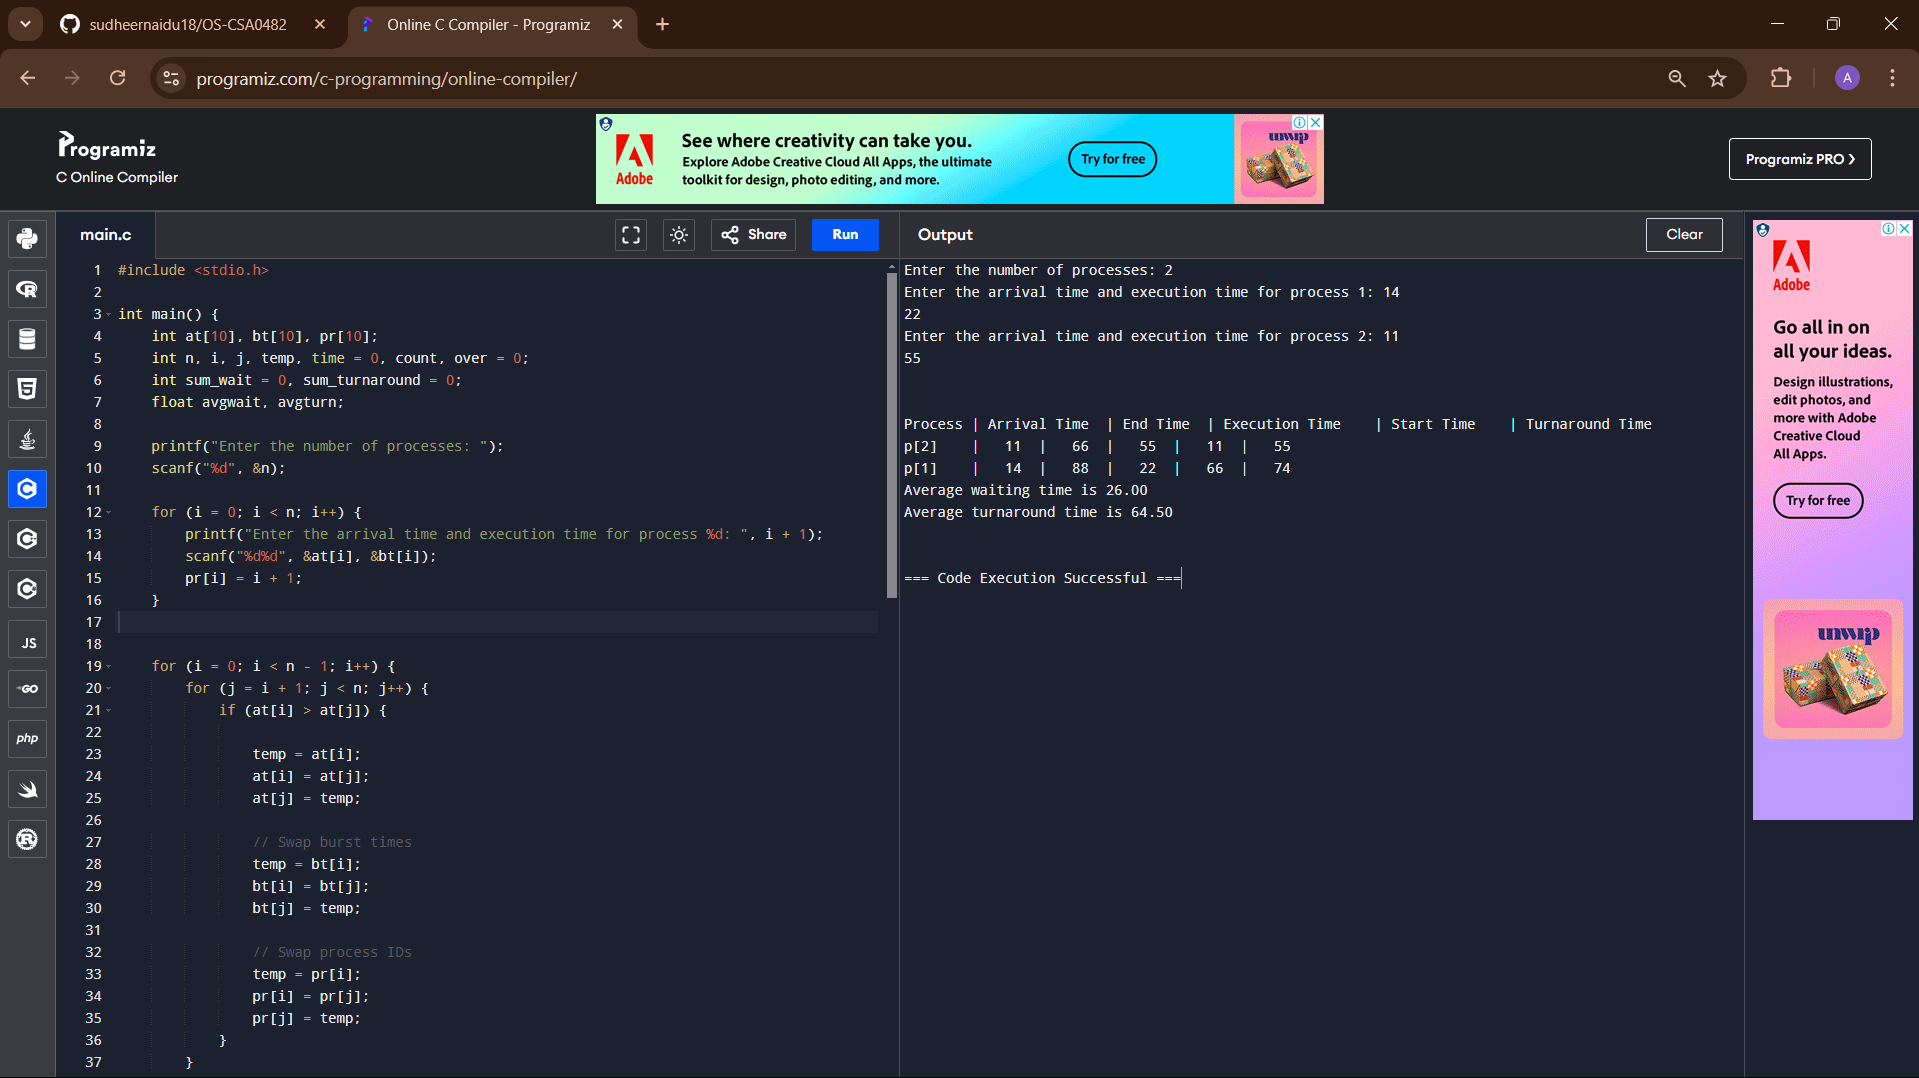 sudheernaidu18/OS-CSA0482
Online C Compiler - Programiz
programiz.com/c-programming/online-compiler/
A
Programiz
C Online Compiler
Adobe
See where creativity can take you.
Explore Adobe Creative Cloud All Apps, the ultimate
toolkit for design, photo editing, and more.
Try for free
unwrp
Programiz PRO
main.c
Share
Run
1 #include <stdio.h>
2
3 int main() {
4 int at[10], bt[10], pr[10];
5 int n, i, j, temp, time = 0, count, over = 0;
6 int sum_wait = 0, sum_turnaround = 0;
7 float avgwait, avgturn;
8
9 printf("Enter the number of processes: ");
10 scanf("%d", &n);
11
12 for (i = 0; i < n; i++) {
13 printf("Enter the arrival time and execution time for process %d: ", i + 1);
14 scanf("%d%d", &at[i], &bt[i]);
15 pr[i] = i + 1;
16 }
17
18
19 for (i = 0; i < n - 1; i++) {
20 for (j = i + 1; j < n; j++) {
21 if (at[i] > at[j]) {
22
23 temp = at[i];
24 at[i] = at[j];
25 at[j] = temp;
26
27 // Swap burst times
28 temp = bt[i];
29 bt[i] = bt[j];
30 bt[j] = temp;
31
32 // Swap process IDs
33 temp = pr[i];
34 pr[i] = pr[j];
35 pr[j] = temp;
36 }
37 }
JS
GO
php
Output
Clear
Enter the number of processes: 2
Enter the arrival time and execution time for process 1: 14
22
Enter the arrival time and execution time for process 2: 11
55
Process | Arrival Time | End Time | Execution Time | Start Time | Turnaround Time
p[2] | 11 | 66 | 55 | 11 | 55
p[1] | 14 | 88 | 22 | 66 | 74
Average waiting time is 26.00
Average turnaround time is 64.50
=== Code Execution Successful ===
Adobe
Go all in on
all your ideas.
Design illustrations,
edit photos, and
more with Adobe
Creative Cloud
All Apps.
Try for free
unwrp